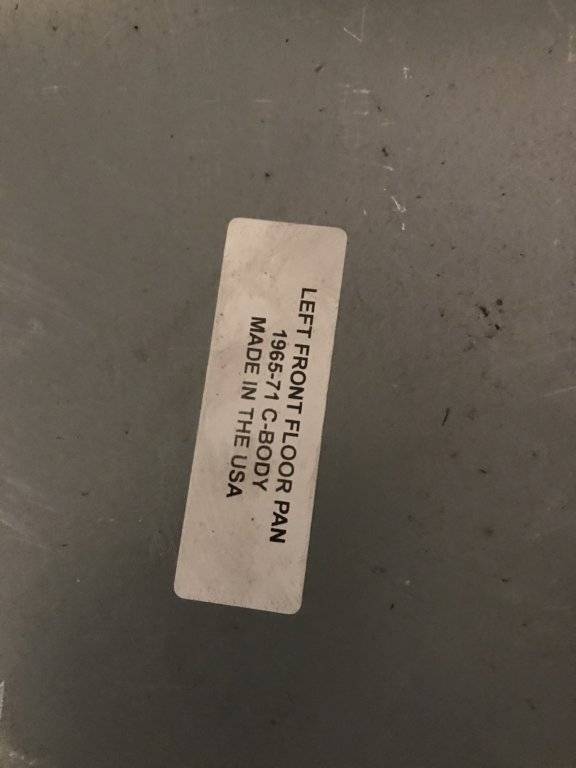 LEFT FRONT FLOOR PAN
1965-71 C-BODY
MADE IN THE USA